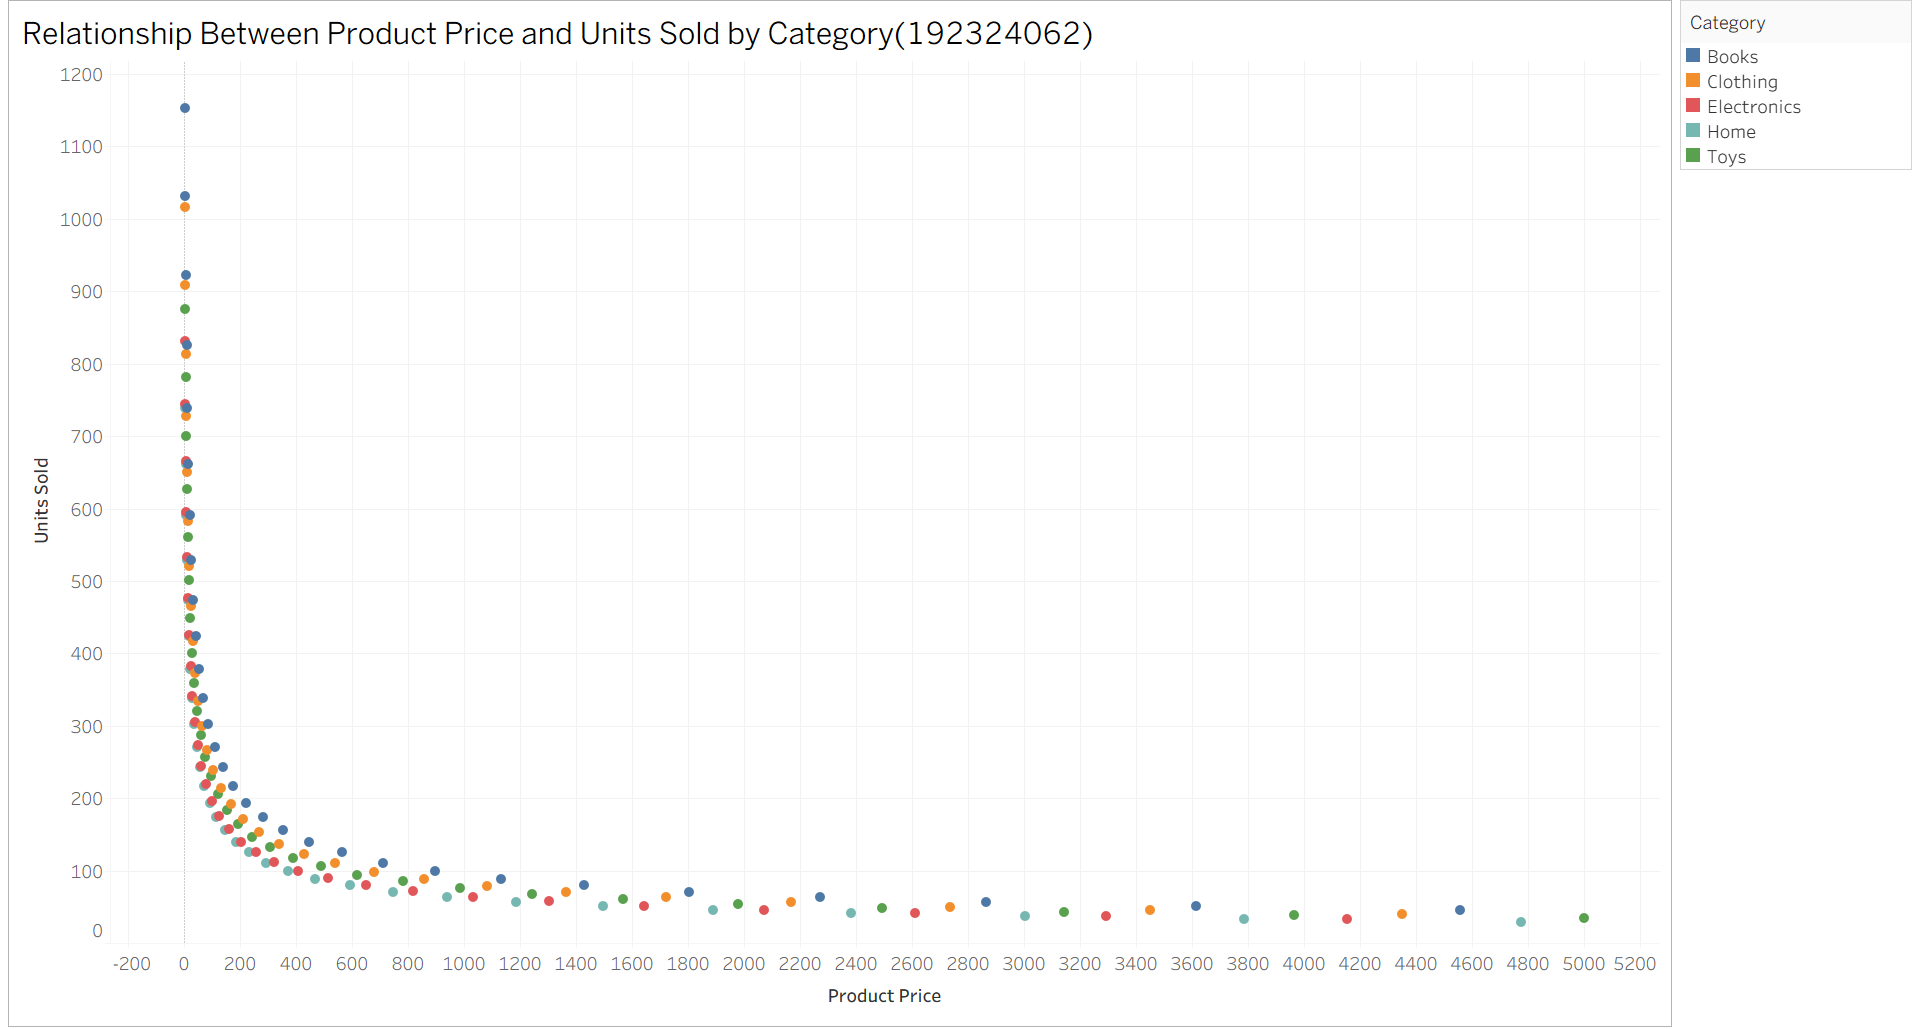 Relationship Between Product Price and Units Sold by Category(192324062)
Category
Books
Clothing
Electronics
Home
Toys
1200
1100
1000
900
800
700
600
500
400
300
200
100
0
Units Sold
-200 0 200 400 600 800 1000 1200 1400 1600 1800 2000 2200 2400 2600 2800 3000 3200 3400 3600 3800 4000 4200 4400 4600 4800 5000 5200
Product Price